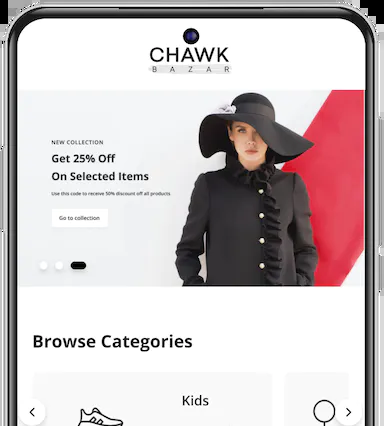 CHAWK
BAZAR
NEW COLLECTION
Get 25% Off
On Selected Items
Use this code to receive 50% discount off all products.
Go to collection
Browse Categories
Kids